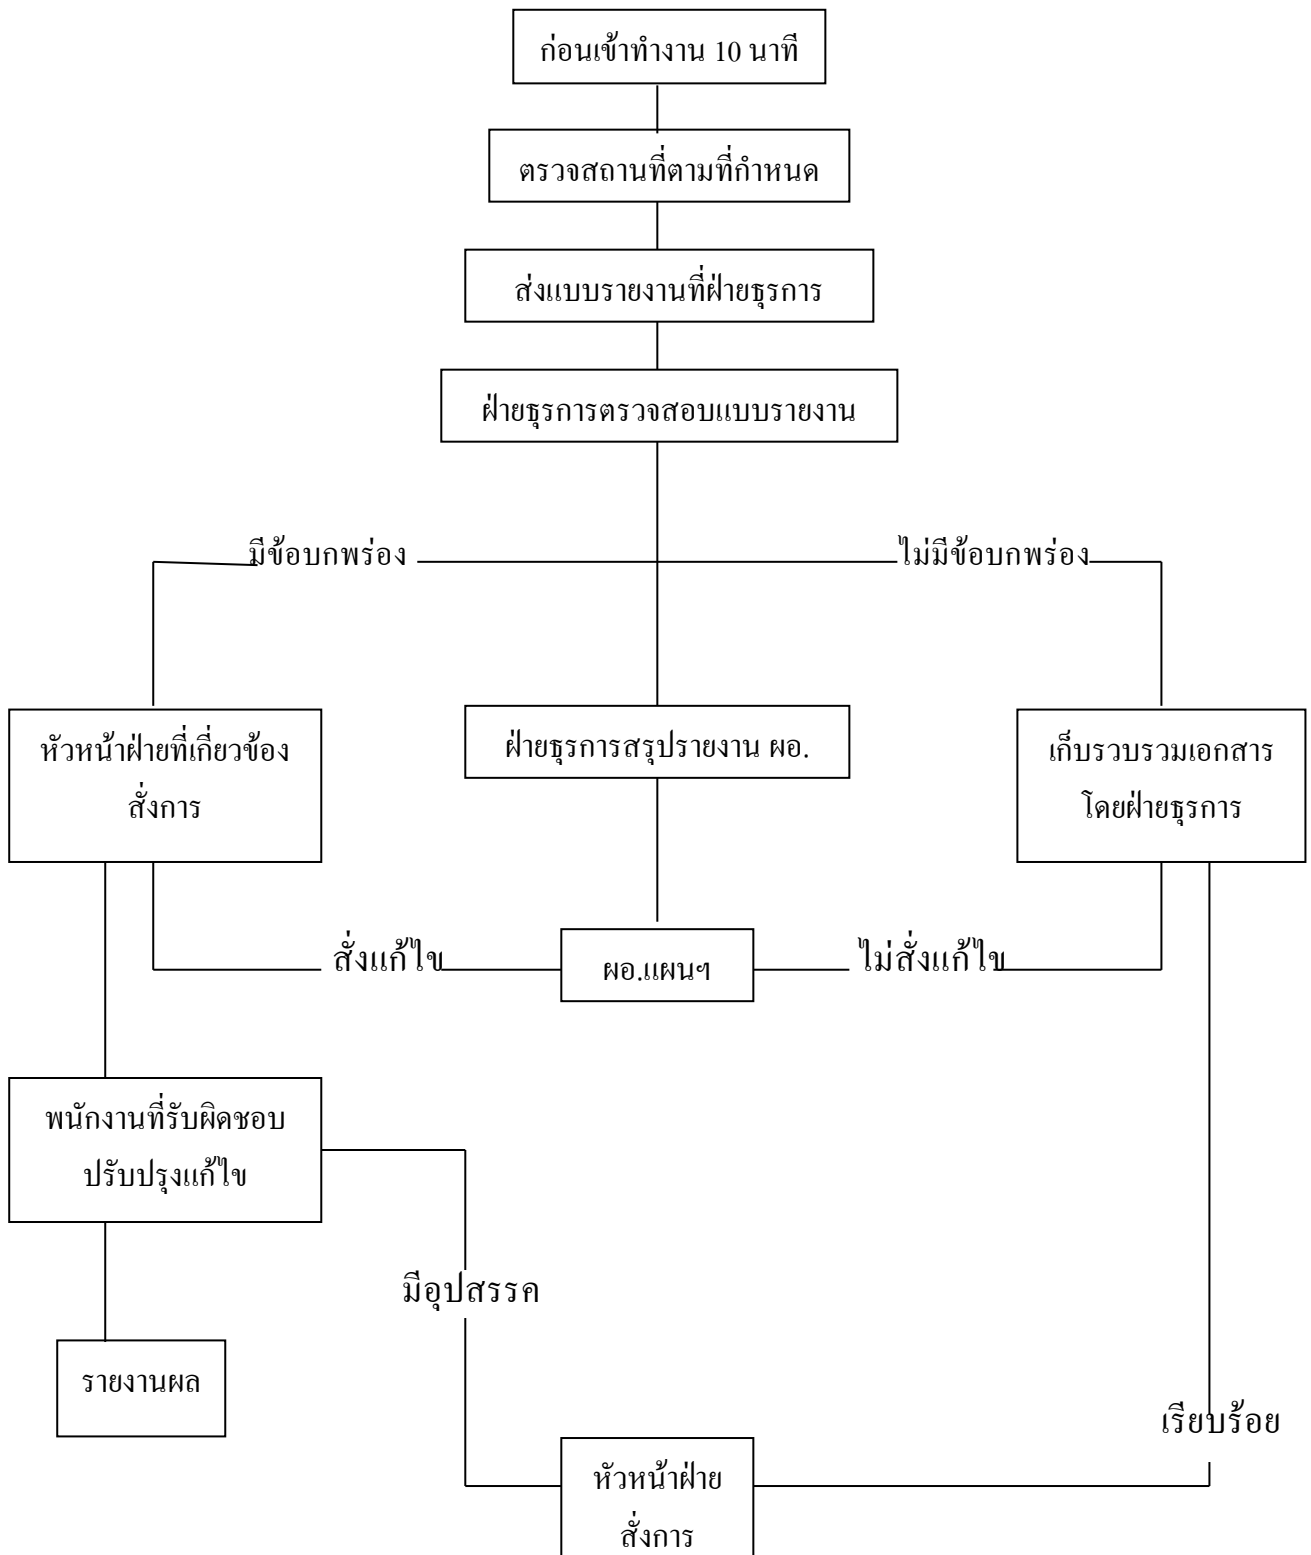 ก่อนเข้าทำงาน 10 นาที
ตรวจสถานที่ตามที่กำหนด
ส่งแบบรายงานที่ฝ่ายธุรการ
ฝ่ายธุรการตรวจสอบแบบรายงาน
มีข้อบกพร่อง
ไม่มีข้อบกพร่อง
หัวหน้าฝ่ายที่เกี่ยวข้อง
สั่งการ
ฝ่ายธุรการสรุปรายงาน ผอ.
เก็บรวบรวมเอกสาร
โดยฝ่ายธุรการ
สั่งแก้ไข
ผอ.แผนฯ
ไม่สั่งแก้ไข
พนักงานที่รับผิดชอบ
ปรับปรุงแก้ไข
มีอุปสรรค
รายงานผล
เรียบร้อย
หัวหน้าฝ่าย
สั่งการ